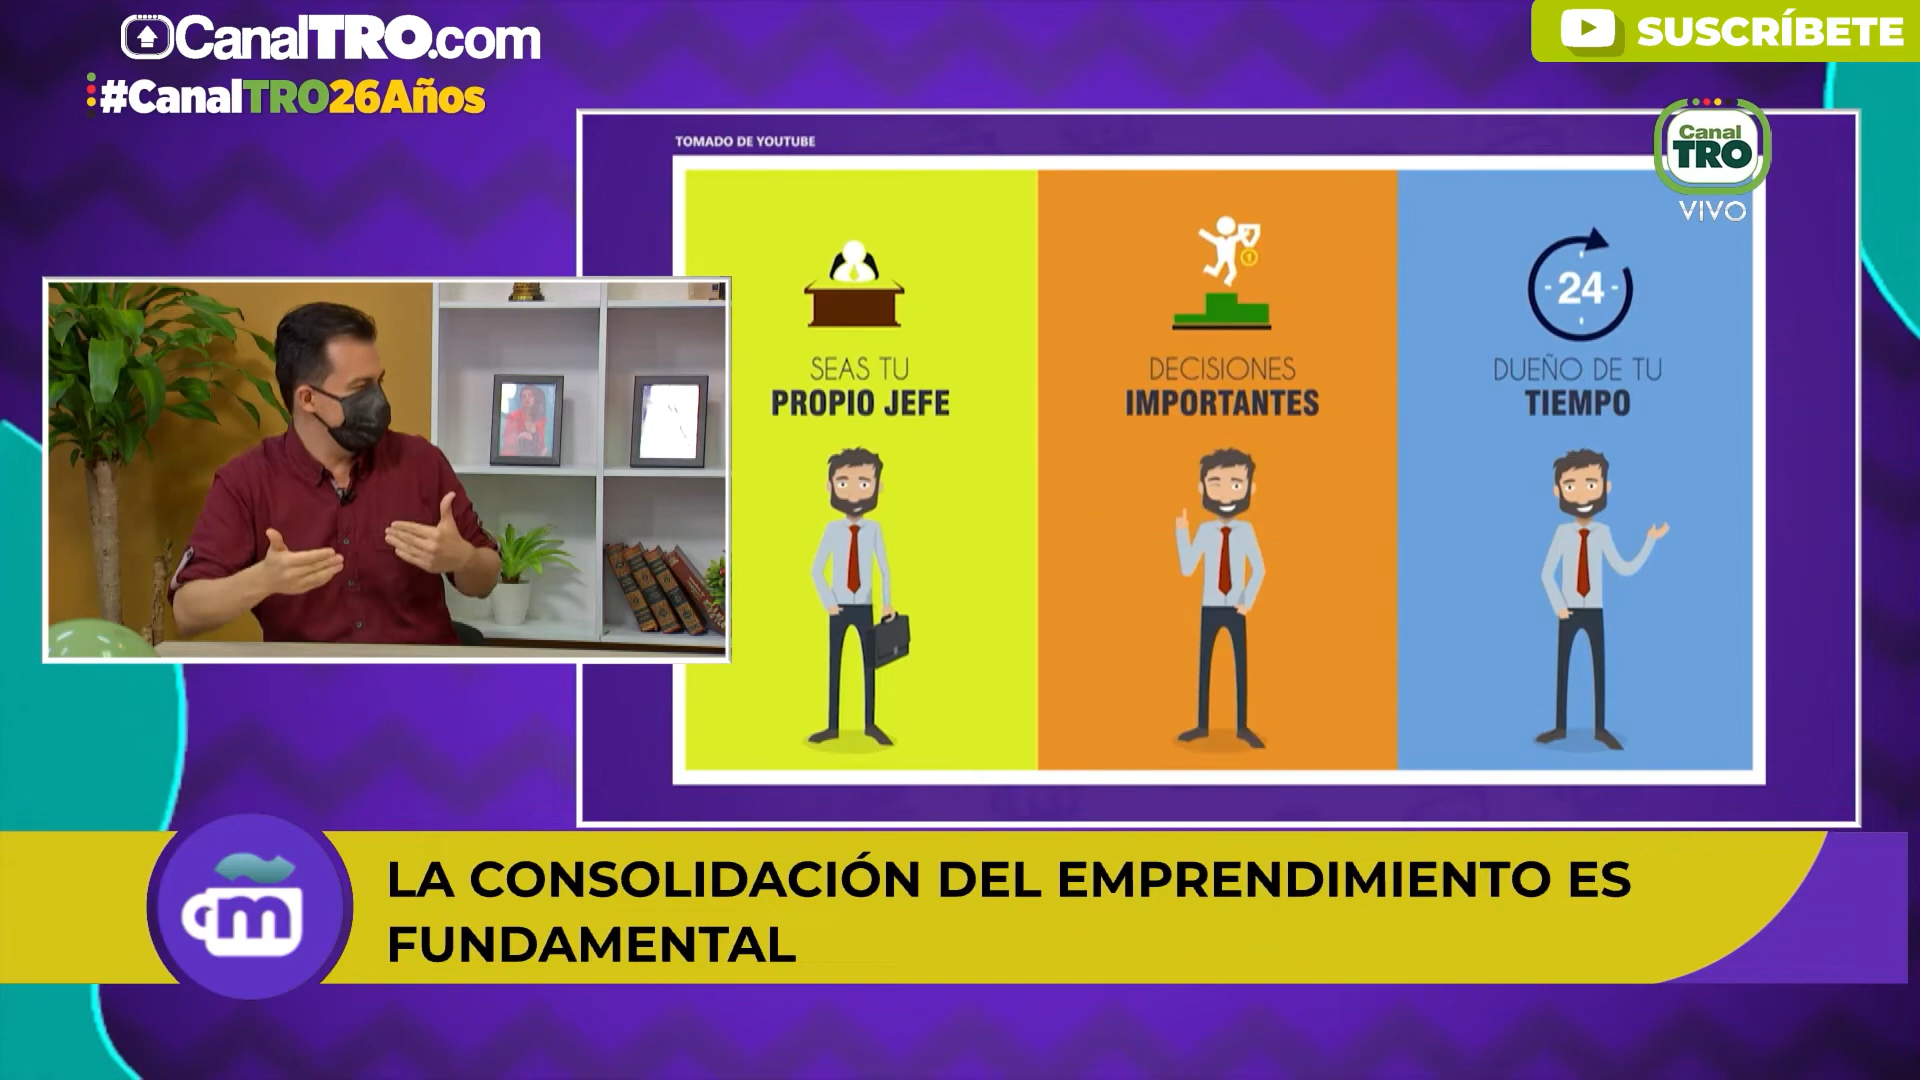 CanalTRO.com
#CanalTRO26Años
SUSCRÍBETE
TOMADO DE YOUTUBE
Canal
TRO
VIVO
SEAS TU
PROPIO JEFE
DECISIONES
IMPORTANTES
24
DUEÑO DE TU
TIEMPO
1
m
LA CONSOLIDACIÓN DEL EMPRENDIMIENTO ES
FUNDAMENTAL